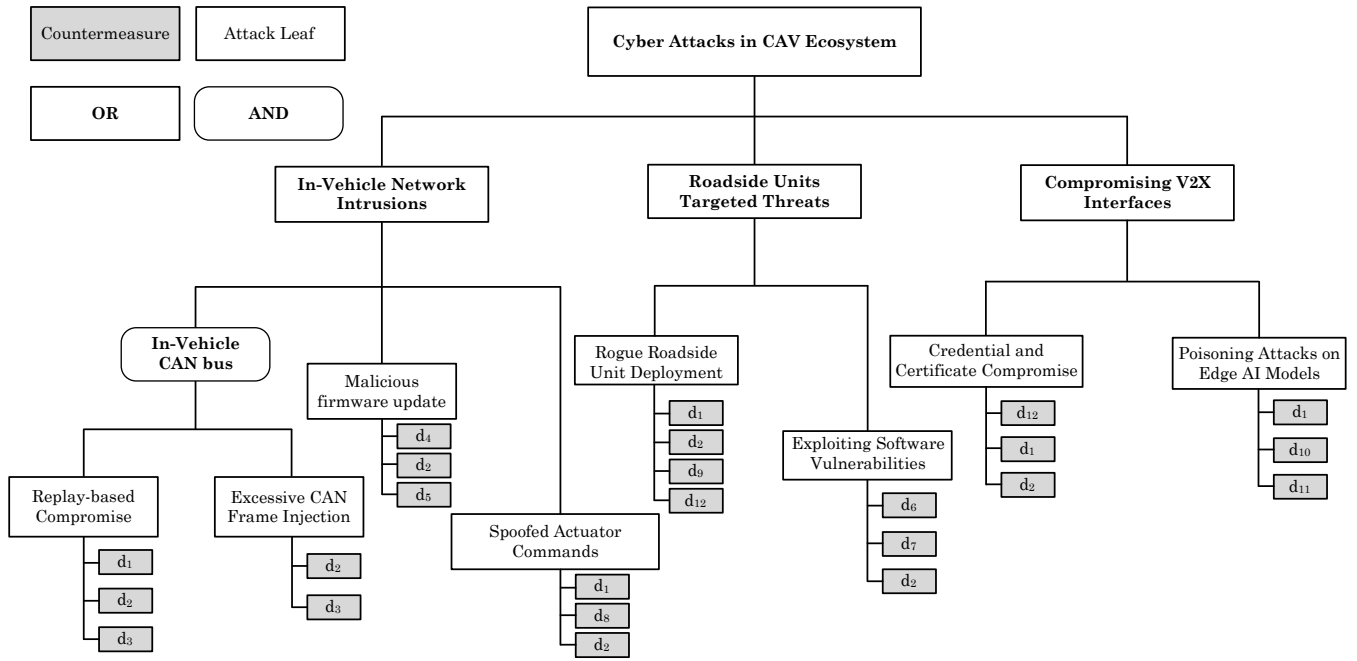 Countermeasure
Attack Leaf
OR
AND
Cyber Attacks in CAV Ecosystem
In-Vehicle Network
Intrusions
Roadside Units
Targeted Threats
Compromising V2X
Interfaces
In-Vehicle
CAN bus
Malicious
firmware update
d₄
d₂
d₅
Rogue Roadside
Unit Deployment
d₁
d₂
d₉
d₁₂
Credential and
Certificate Compromise
d₁₂
d₁
d₂
Poisoning Attacks on
Edge AI Models
d₁
d₁₀
d₁₁
Replay-based
Compromise
d₁
d₂
d₃
Excessive CAN
Frame Injection
d₂
d₃
Spoofed Actuator
Commands
d₁
d₈
d₂
Exploiting Software
Vulnerabilities
d₆
d₇
d₂